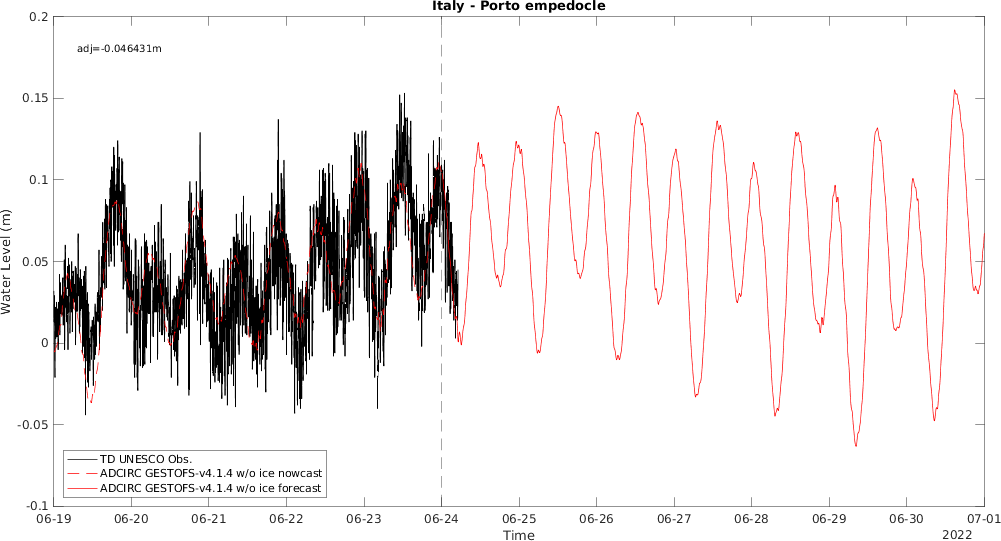 Italy - Porto empedocle
adj=-0.046431m
Water Level (m)
0.2
0.15
0.1
0.05
0
-0.05
-0.1
TD UNESCO Obs.
ADCIRC GESTOFS-v4.1.4 w/o ice nowcast
ADCIRC GESTOFS-v4.1.4 w/o ice forecast
06-19 06-20 06-21 06-22 06-23 06-24 06-25 06-26 06-27 06-28 06-29 06-30 07-01
2022
Time